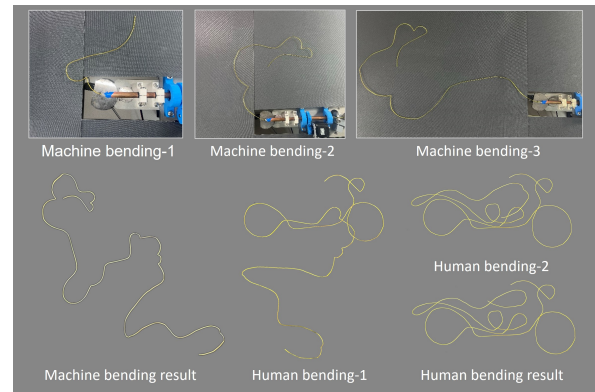 Machine bending-1
Machine bending-2
Machine bending-3
Human bending-2
Machine bending result
Human bending-1
Human bending result